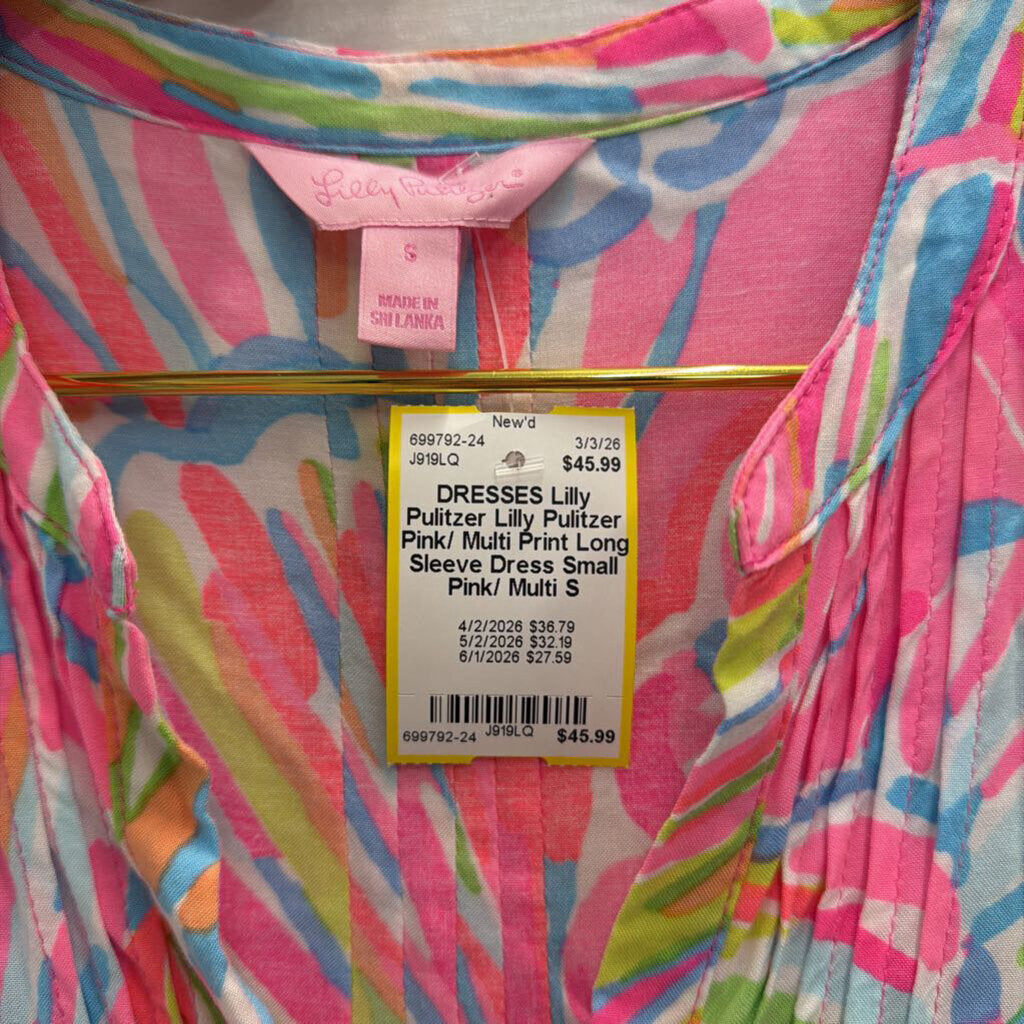 Lilly Pulitzer
S
MADE IN
SRI LANKA
New'd
699792-24 3/3/26
J919LQ $45.99
DRESSES Lilly
Pulitzer Lilly Pulitzer
Pink/ Multi Print Long
Sleeve Dress Small
Pink/ Multi S
4/2/2026 $36.79
5/2/2026 $32.19
6/1/2026 $27.59
699792-24 J919LQ $45.99